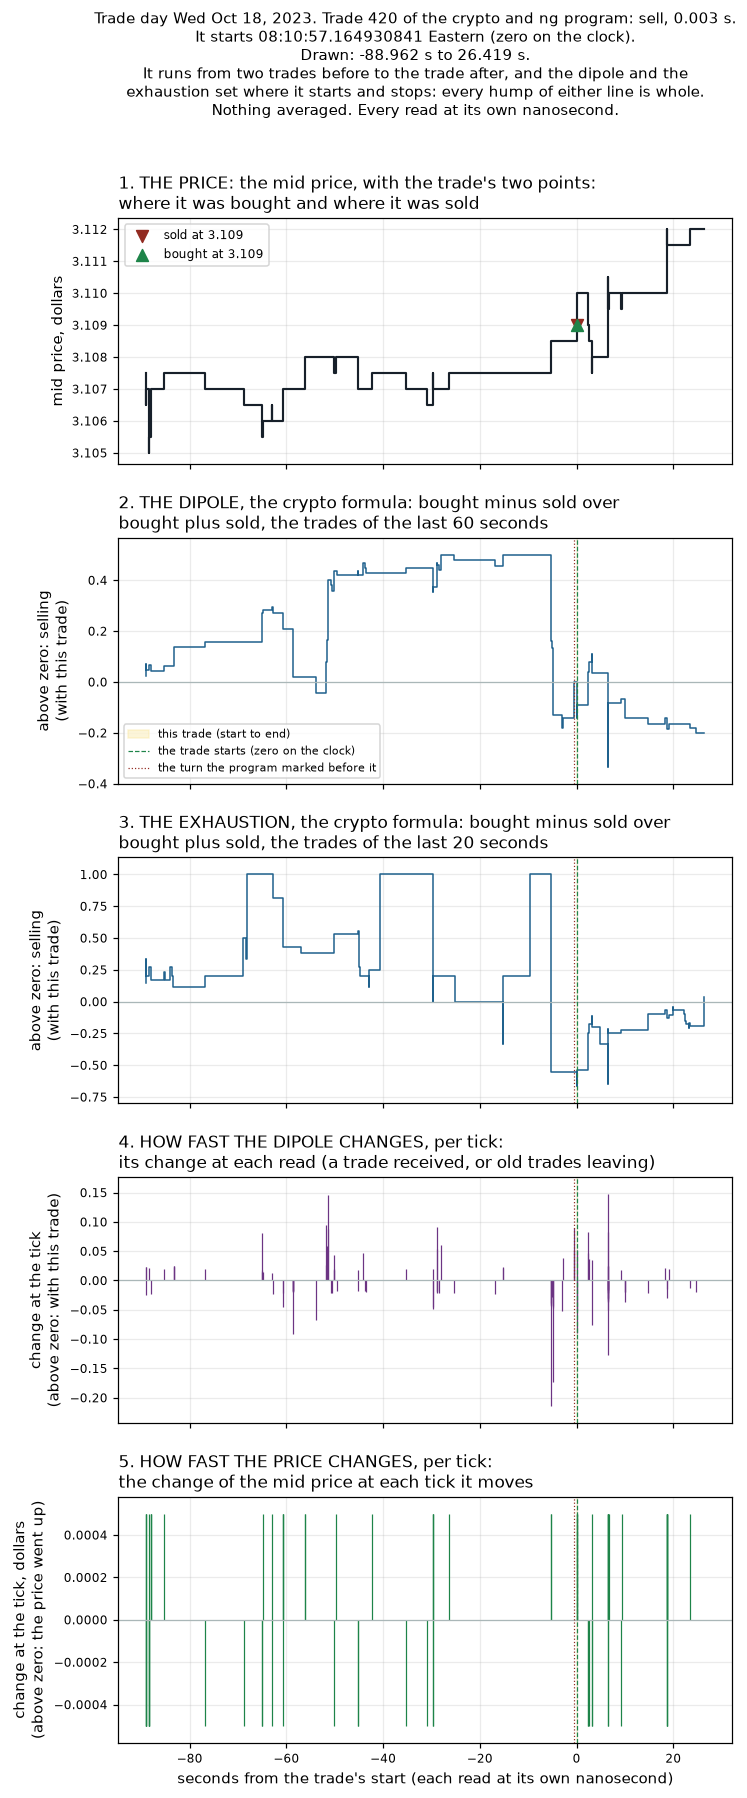 Trade day Wed Oct 18, 2023. Trade 420 of the crypto and ng program: sell, 0.003 s.
It starts 08:10:57.164930841 Eastern (zero on the clock).
Drawn: -88.962 s to 26.419 s.
It runs from two trades before to the trade after, and the dipole and the
exhaustion set where it starts and stops: every hump of either line is whole.
Nothing averaged. Every read at its own nanosecond.
1. THE PRICE: the mid price, with the trade's two points:
where it was bought and where it was sold
sold at 3.109
bought at 3.109
3.112
3.111
3.110
3.109
3.108
3.107
3.106
3.105
mid price, dollars
2. THE DIPOLE, the crypto formula: bought minus sold over
bought plus sold, the trades of the last 60 seconds
0.4
0.2
0.0
−0.2
−0.4
above zero: selling
(with this trade)
this trade (start to end)
the trade starts (zero on the clock)
the turn the program marked before it
3. THE EXHAUSTION, the crypto formula: bought minus sold over
bought plus sold, the trades of the last 20 seconds
1.00
0.75
0.50
0.25
0.00
−0.25
−0.50
−0.75
above zero: selling
(with this trade)
4. HOW FAST THE DIPOLE CHANGES, per tick:
its change at each read (a trade received, or old trades leaving)
0.15
0.10
0.05
0.00
−0.05
−0.10
−0.15
−0.20
change at the tick
(above zero: with this trade)
5. HOW FAST THE PRICE CHANGES, per tick:
the change of the mid price at each tick it moves
0.0004
0.0002
0.0000
−0.0002
−0.0004
change at the tick, dollars
(above zero: the price went up)
−80 −60 −40 −20 0 20
seconds from the trade's start (each read at its own nanosecond)